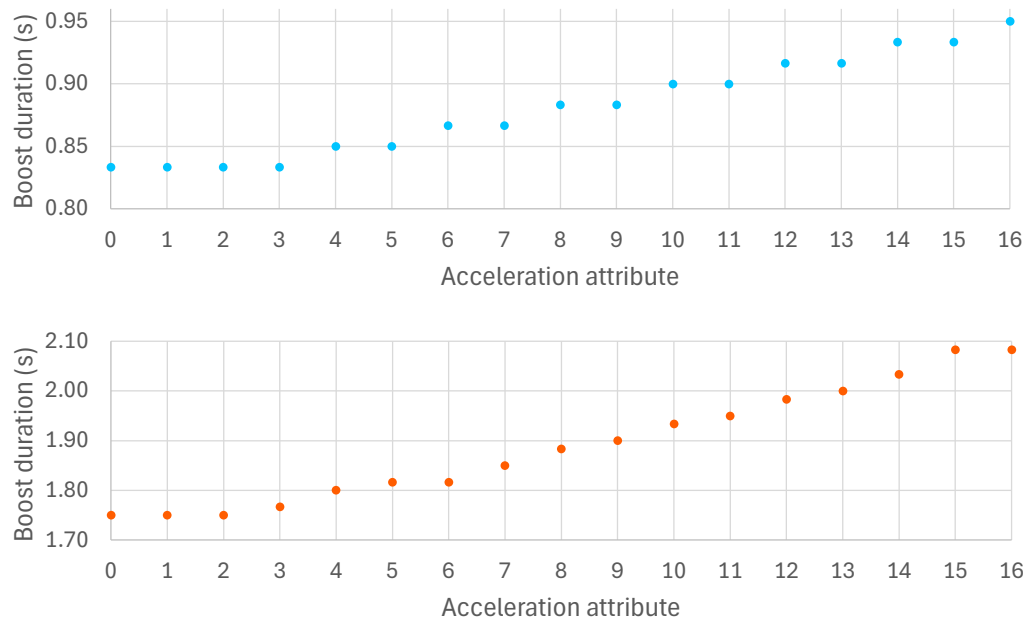 Boost duration (s)
0.95
0.90
0.85
0.80
0 1 2 3 4 5 6 7 8 9 10 11 12 13 14 15 16
Acceleration attribute
Boost duration (s)
2.10
2.00
1.90
1.80
1.70
0 1 2 3 4 5 6 7 8 9 10 11 12 13 14 15 16
Acceleration attribute